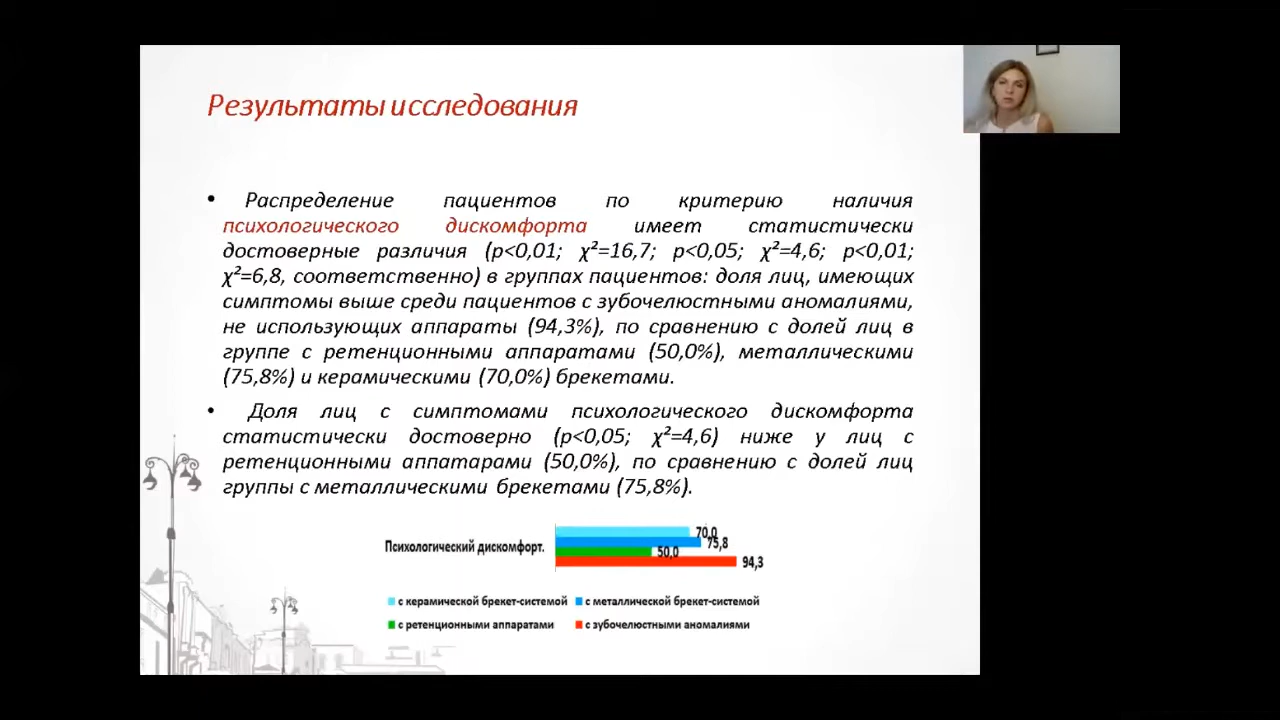 Результаты исследования
• Распределение пациентов по критерию наличия
психологического дискомфорта имеет статистически
достоверные различия (p<0,01; χ²=16,7; p<0,05; χ²=4,6; p<0,01;
χ²=6,8, соответственно) в группах пациентов: доля лиц, имеющих
симптомы выше среди пациентов с зубочелюстными аномалиями,
не использующих аппараты (94,3%), по сравнению с долей лиц в
группе с ретенционными аппаратами (50,0%), металлическими
(75,8%) и керамическими (70,0%) брекетами.
• Доля лиц с симптомами психологического дискомфорта
статистически достоверно (p<0,05; χ²=4,6) ниже у лиц с
ретенционными аппатарами (50,0%), по сравнению с долей лиц
группы с металлическими брекетами (75,8%).
70,0
75,8
Психологический дискомфорт.
50,0
94,3
с керамической брекет-системой с металлической брекет-системой
с ретенционными аппаратами с зубочелюстными аномалиями